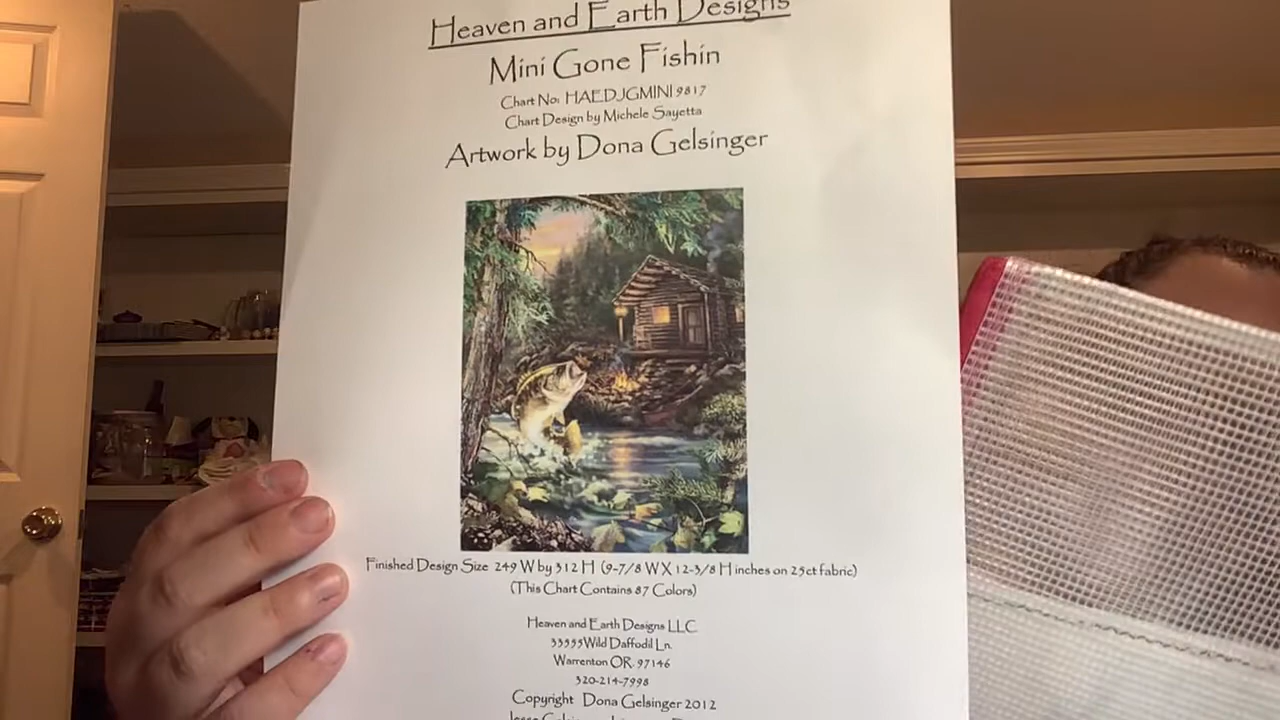 Heaven and Earth Designs
Mini Gone Fishin
Chart No: HAEDJGMINI 9817
Chart Design by Michele Sayetta
Artwork by Dona Gelsinger
Finished Design Size 249 W by 312 H (9-7/8 W X 12-3/8 H inches on 25ct fabric)
(This Chart Contains 87 Colors)
Heaven and Earth Designs LLC
33355 Wild Daffodil Ln.
Warrenton OR. 97146
320-214-7998
Copyright Dona Gelsinger 2012